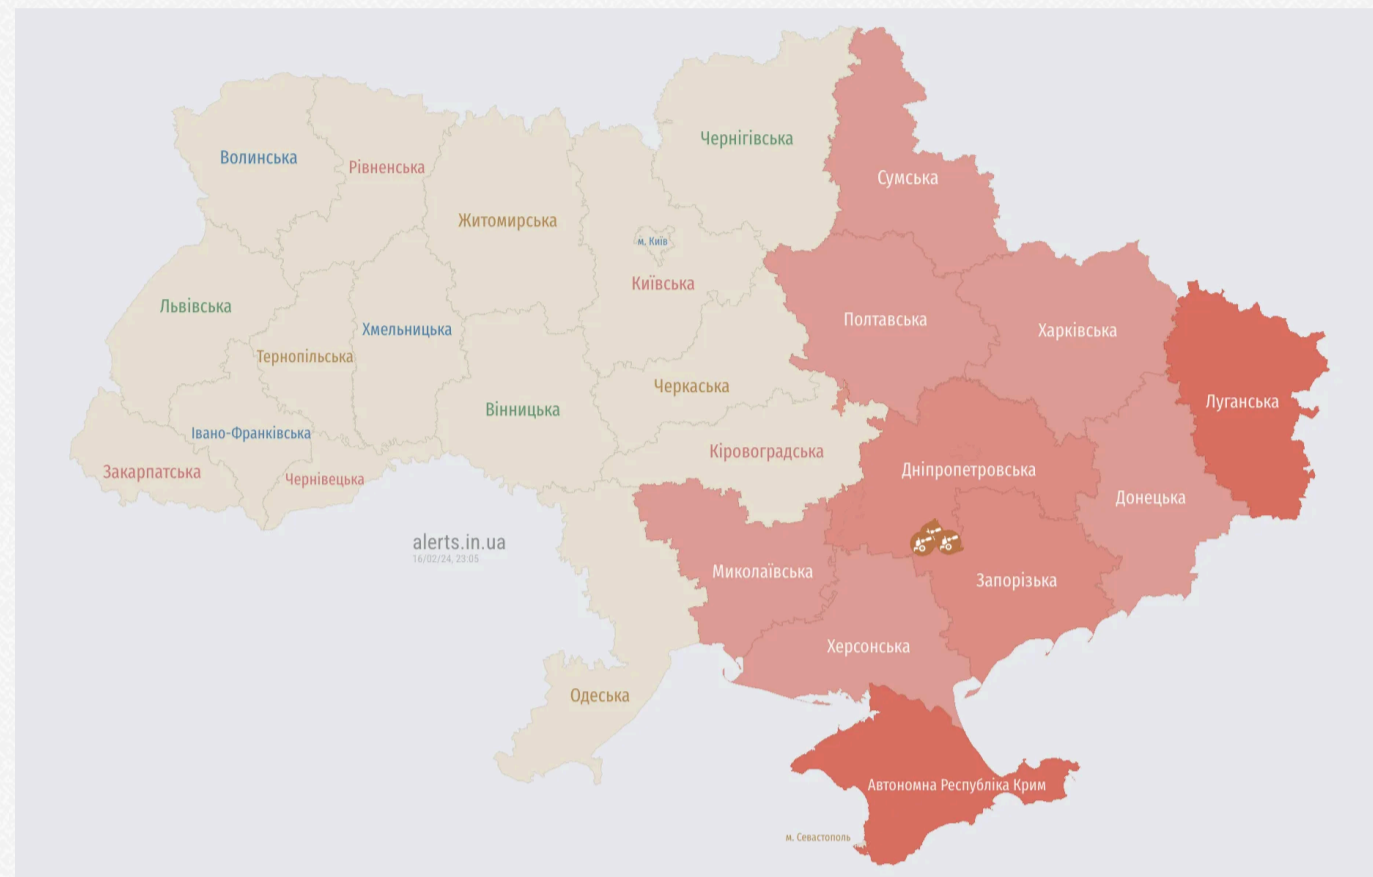 Чернігівська
Волинська
Рівненська
Сумська
Житомирська
м. Київ
Київська
Львівська
Полтавська
Хмельницька
Харківська
Тернопільська
Черкаська
Луганська
Вінницька
Івано-Франківська
Кіровоградська
Закарпатська
Дніпропетровська
Чернівецька
Донецька
alerts.in.ua
16/02/24, 23:05
Миколаївська
Запорізька
Херсонська
Одеська
Автономна Республіка Крим
м. Севастополь